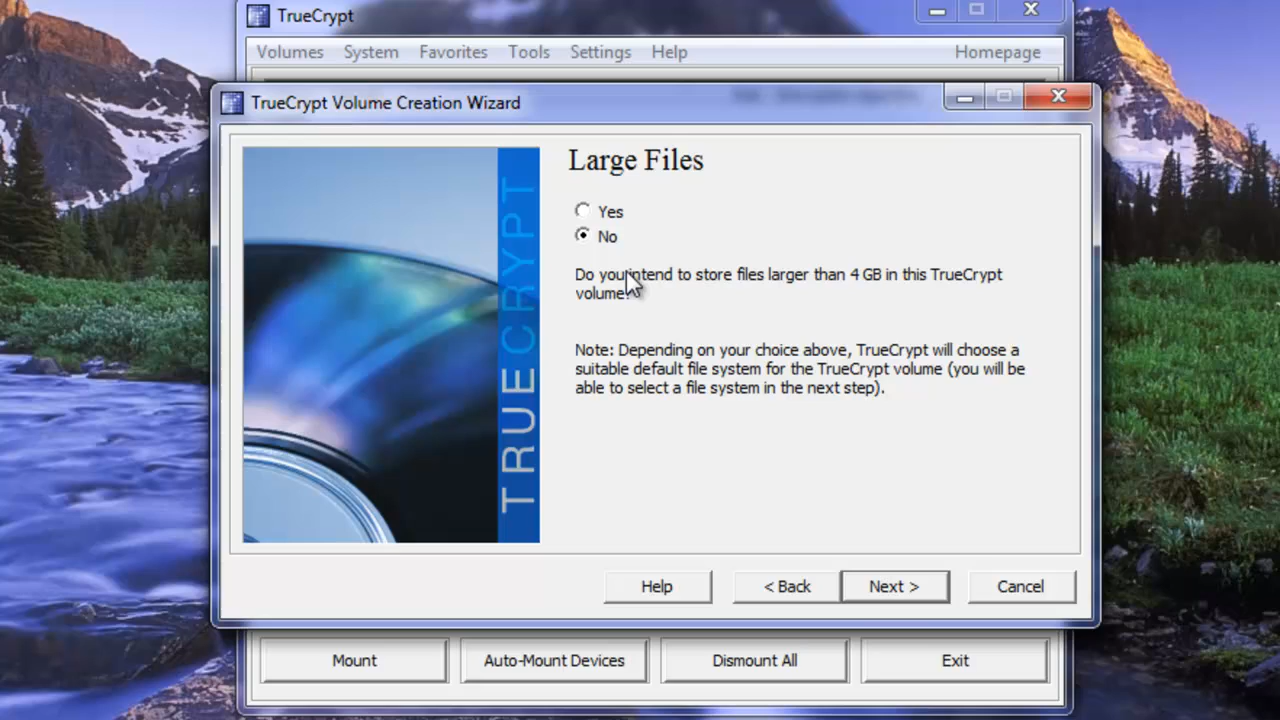 TrueCrypt
Volumes System Favorites Tools Settings Help Homepage
TrueCrypt Volume Creation Wizard
TRUECRYPT
Large Files
Yes
No
Do you intend to store files larger than 4 GB in this TrueCrypt
volume?
Note: Depending on your choice above, TrueCrypt will choose a
suitable default file system for the TrueCrypt volume (you will be
able to select a file system in the next step).
Help < Back Next > Cancel
Mount Auto-Mount Devices Dismount All Exit